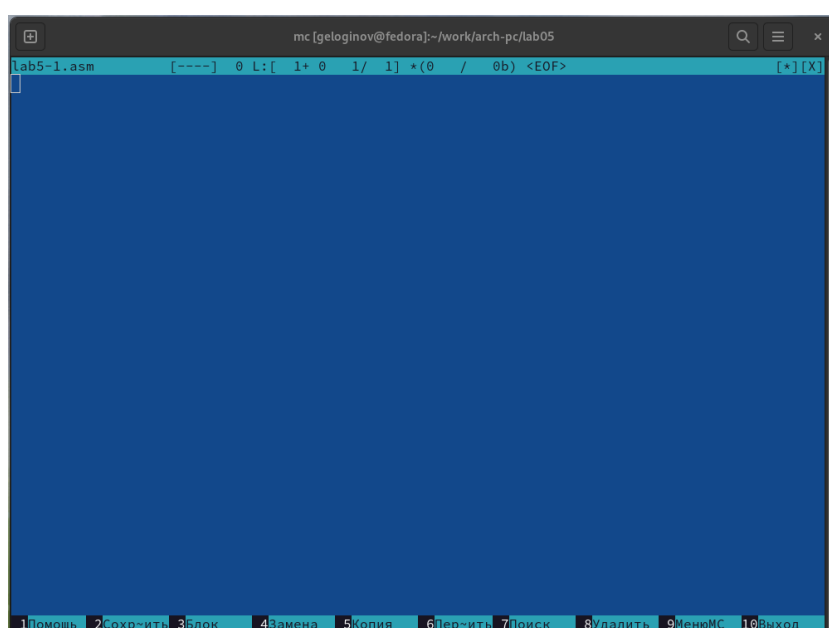 mc [geloginov@fedora]:~/work/arch-pc/lab05
lab5-1.asm [----] 0 L:[ 1+ 0 1/ 1] *(0 / 0b) <EOF> [*][X]
1Помощь 2Сохр~ить 3Блок 4Замена 5Копия 6Пер~ить 7Поиск 8Удалить 9МенюMC 10Выход